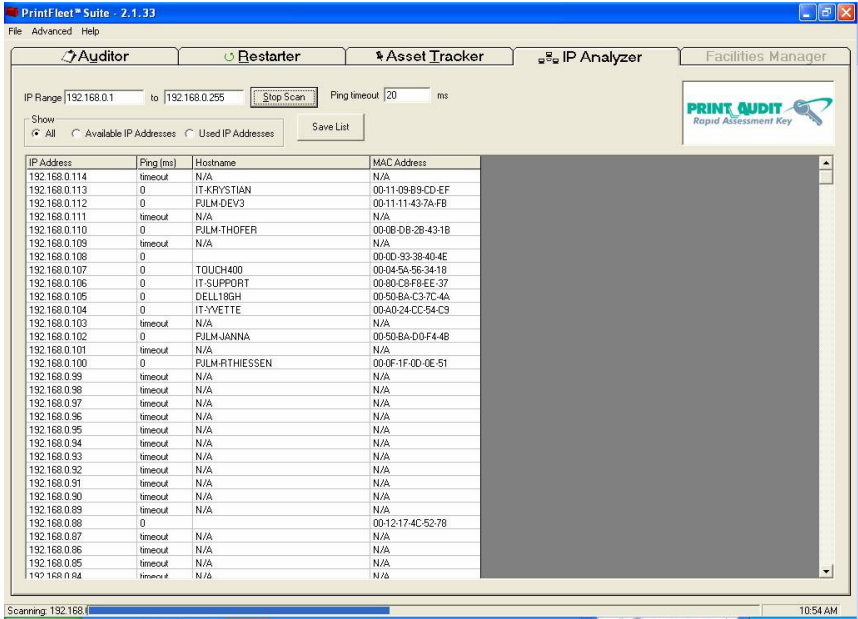 PrintFleet™ Suite - 2.1.33
File Advanced Help
Auditor Restarter Asset Tracker IP Analyzer Facilities Manager
IP Range 192.168.0.1 to 192.168.0.255 Stop Scan Ping timeout 20 ms
Show
All Available IP Addresses Used IP Addresses Save List
PRINT AUDIT
Rapid Assessment Key
IP Address Ping (ms) Hostname MAC Address
192.168.0.114 timeout N/A N/A
192.168.0.113 0 IT-KRYSTIAN 00-11-09-B9-CD-EF
192.168.0.112 0 PJLM-DEV3 00-11-11-43-7A-FB
192.168.0.111 timeout N/A N/A
192.168.0.110 0 PJLM-THOFER 00-0B-DB-2B-43-1B
192.168.0.109 timeout N/A N/A
192.168.0.108 0 00-0D-93-38-40-4E
192.168.0.107 0 TOUCH400 00-04-5A-56-34-18
192.168.0.106 0 IT-SUPPORT 00-80-C8-F8-EE-37
192.168.0.105 0 DELL18GH 00-50-BA-C3-7C-4A
192.168.0.104 0 IT-YVETTE 00-A0-24-CC-54-C9
192.168.0.103 timeout N/A N/A
192.168.0.102 0 PJLM-JANNA 00-50-BA-D0-F4-4B
192.168.0.101 timeout N/A N/A
192.168.0.100 0 PJLM-RTHIESSEN 00-0F-1F-0D-0E-51
192.168.0.99 timeout N/A N/A
192.168.0.98 timeout N/A N/A
192.168.0.97 timeout N/A N/A
192.168.0.96 timeout N/A N/A
192.168.0.95 timeout N/A N/A
192.168.0.94 timeout N/A N/A
192.168.0.93 timeout N/A N/A
192.168.0.92 timeout N/A N/A
192.168.0.91 timeout N/A N/A
192.168.0.90 timeout N/A N/A
192.168.0.89 timeout N/A N/A
192.168.0.88 0 00-12-17-4C-52-78
192.168.0.87 timeout N/A N/A
192.168.0.86 timeout N/A N/A
192.168.0.85 timeout N/A N/A
192.168.0.84 timeout N/A N/A
Scanning: 192.168. 10:54 AM